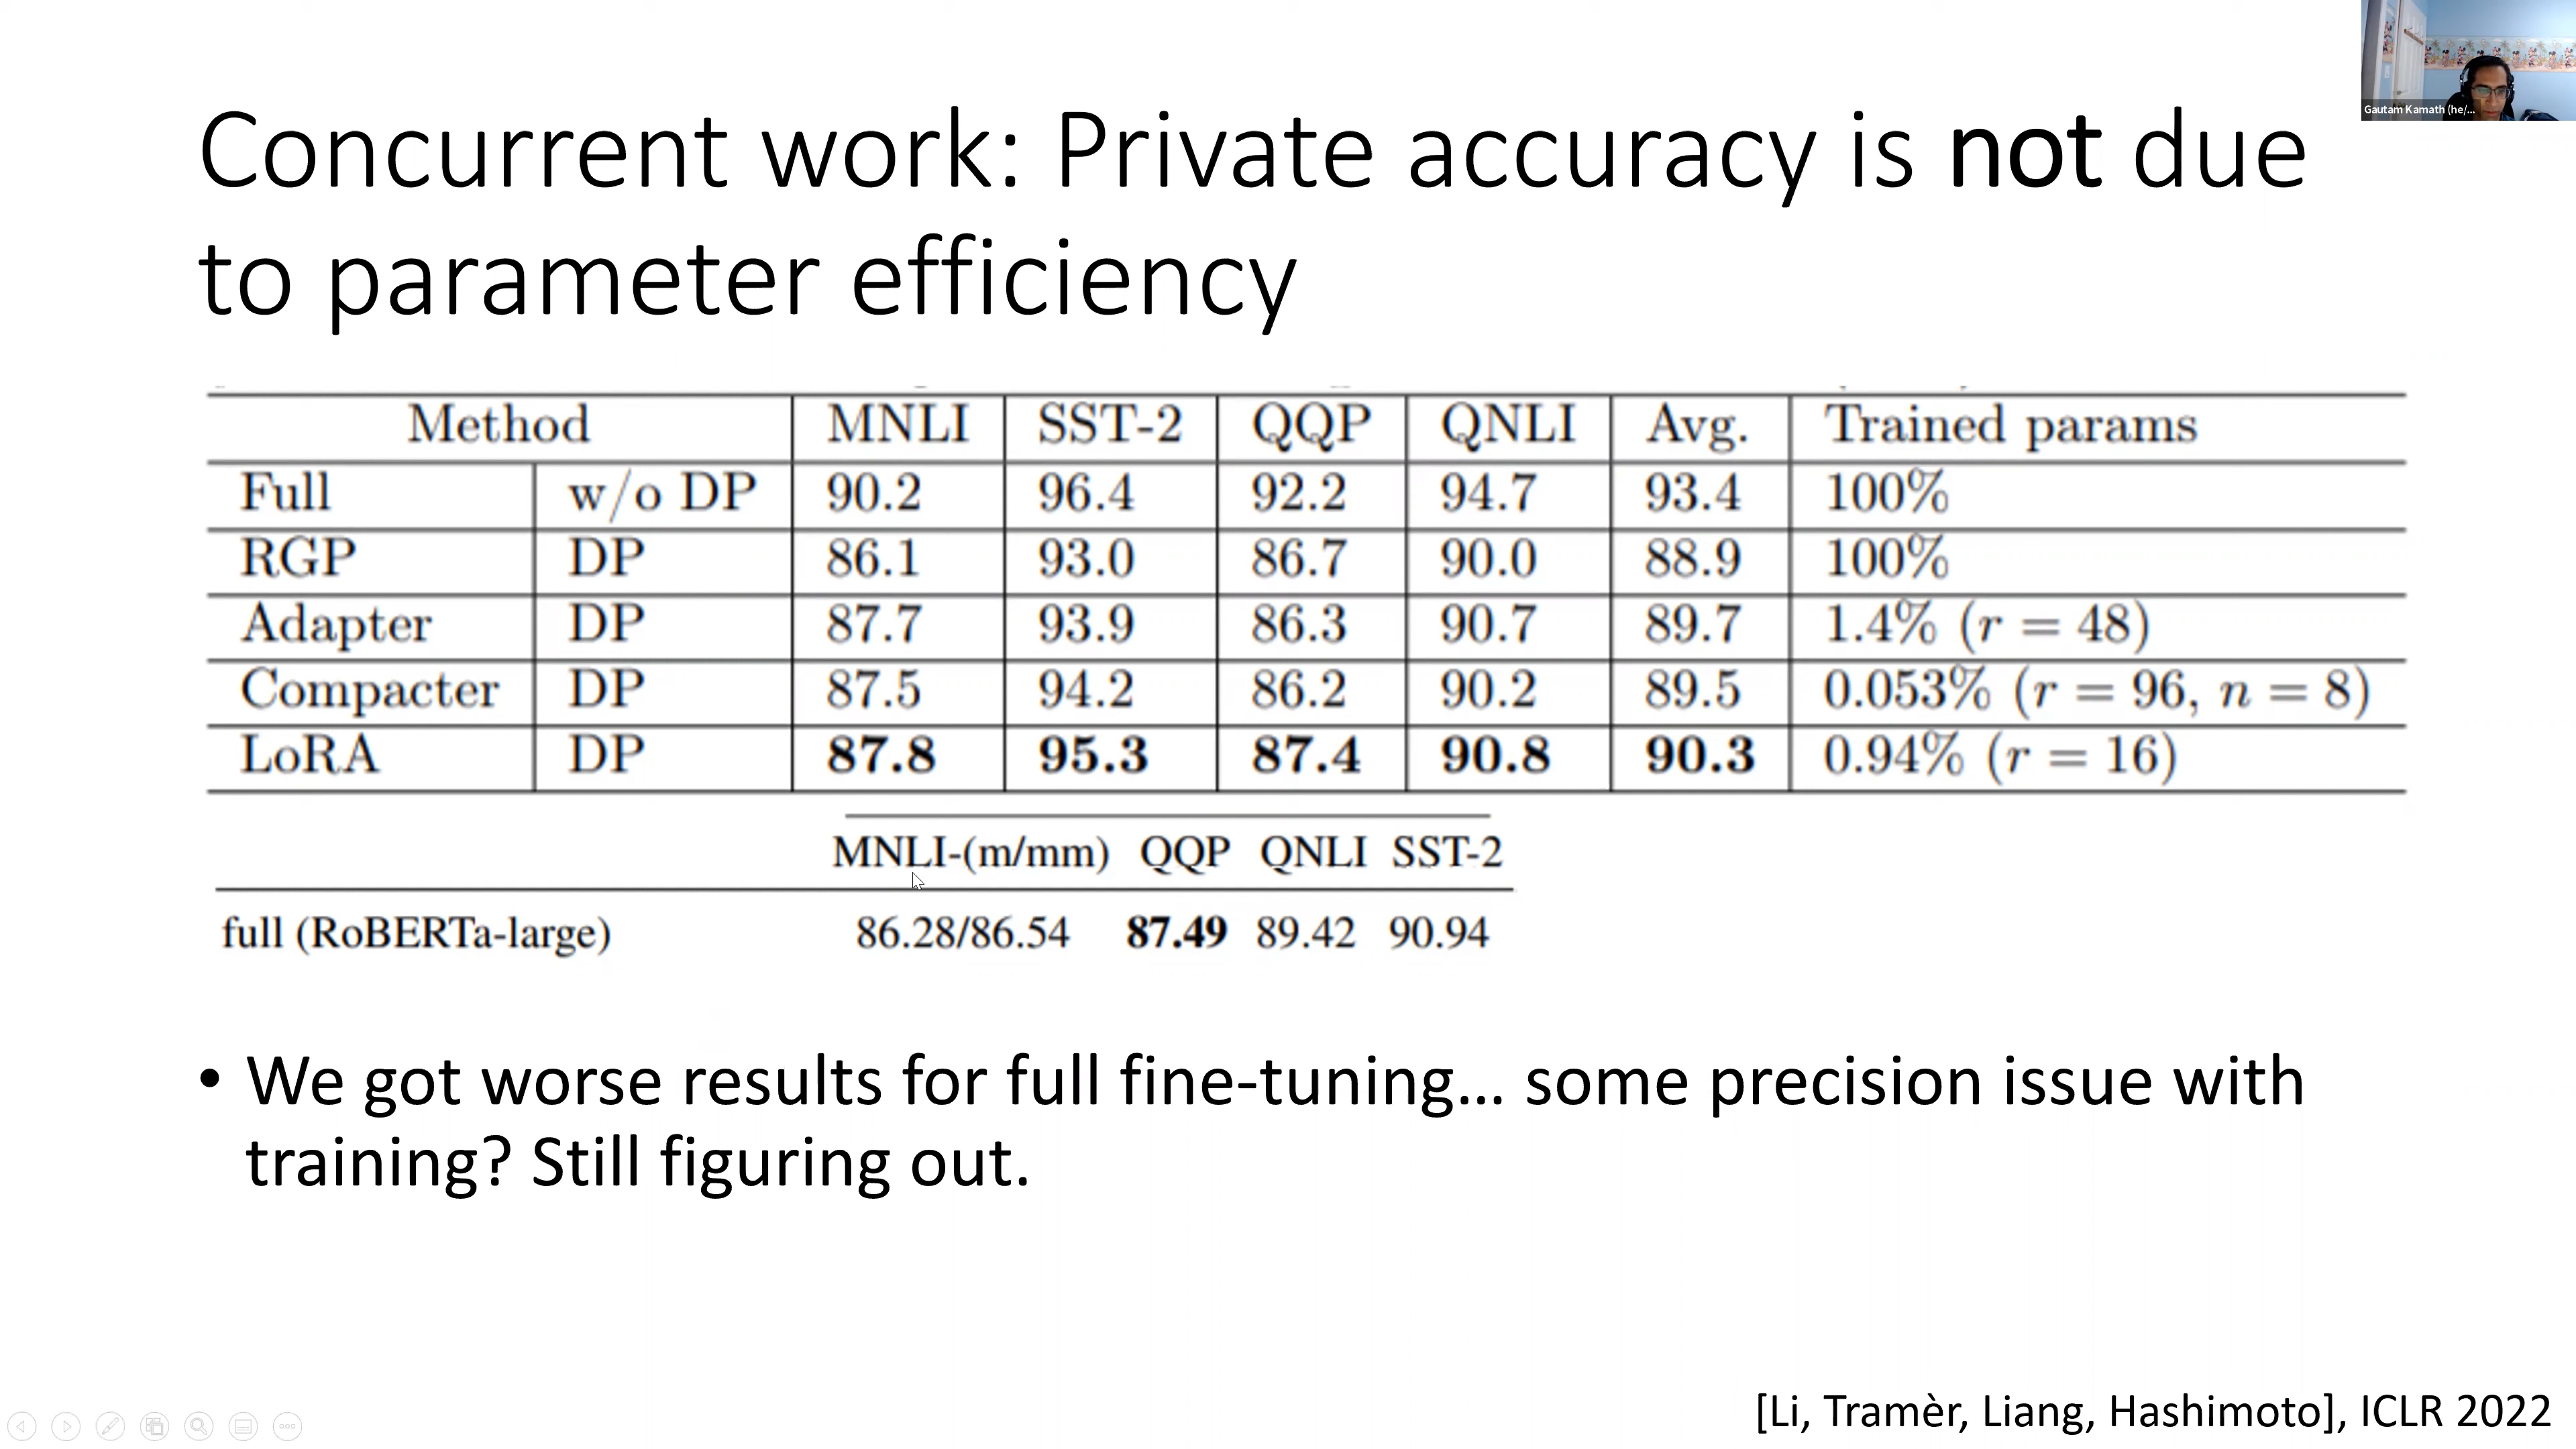 Gautam Kamath (he/...
Concurrent work: Private accuracy is not due
to parameter efficiency
Method MNLI SST-2 QQP QNLI Avg. Trained params
Full w/o DP 90.2 96.4 92.2 94.7 93.4 100%
RGP DP 86.1 93.0 86.7 90.0 88.9 100%
Adapter DP 87.7 93.9 86.3 90.7 89.7 1.4% (r = 48)
Compacter DP 87.5 94.2 86.2 90.2 89.5 0.053% (r = 96, n = 8)
LoRA DP 87.8 95.3 87.4 90.8 90.3 0.94% (r = 16)
MNLI-(m/mm) QQP QNLI SST-2
full (RoBERTa-large) 86.28/86.54 87.49 89.42 90.94
• We got worse results for full fine-tuning... some precision issue with
training? Still figuring out.
[Li, Tramèr, Liang, Hashimoto], ICLR 2022